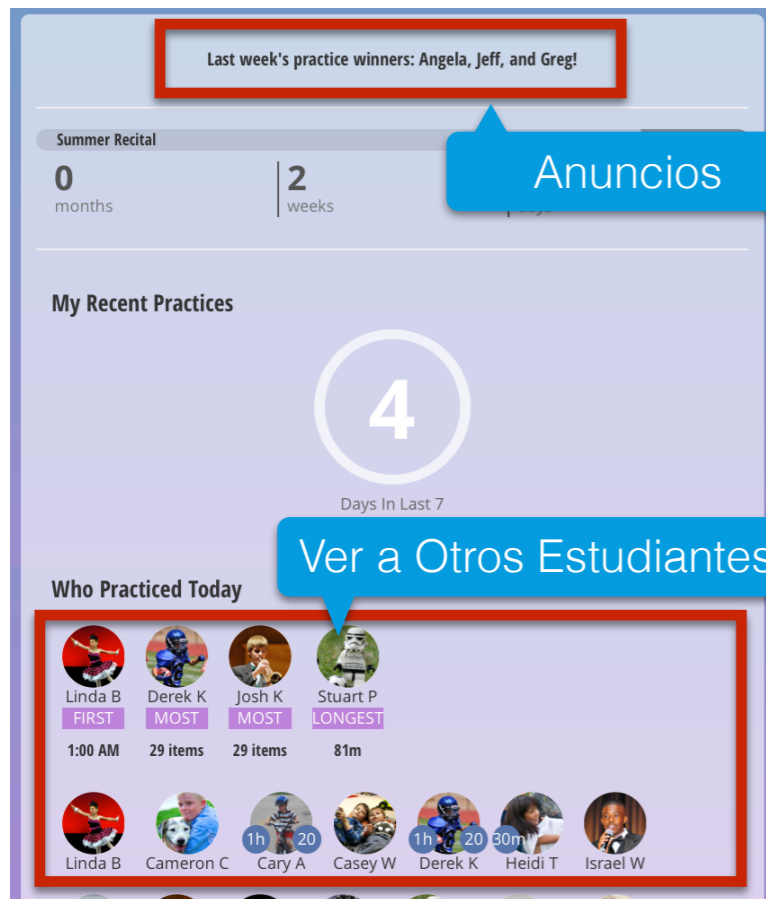 Last week's practice winners: Angela, Jeff, and Greg!
Anuncios
Summer Recital
0
months
2
weeks
My Recent Practices
4
Days In Last 7
Ver a Otros Estudiantes
Who Practiced Today
Linda B
Derek K
Josh K
Stuart P
FIRST
MOST
MOST
LONGEST
1:00 AM
29 items
29 items
81m
1h
20
1h
20
30m
Linda B
Cameron C
Cary A
Casey W
Derek K
Heidi T
Israel W